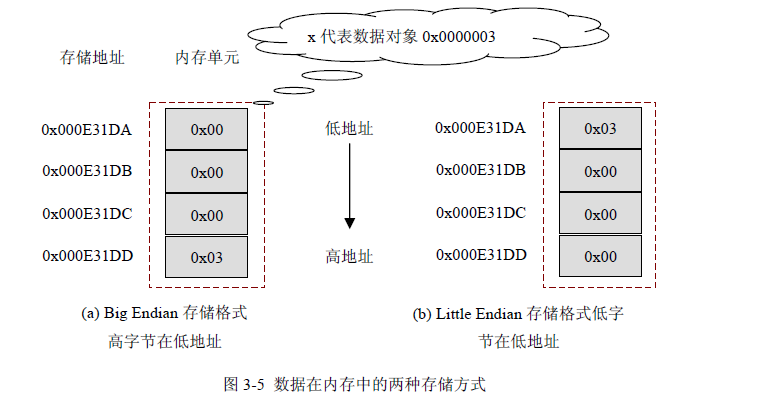 x 代表数据对象 0x0000003
存储地址 内存单元
0x000E31DA 0x00 低地址 0x000E31DA 0x03
0x000E31DB 0x00 0x000E31DB 0x00
0x000E31DC 0x00 0x000E31DC 0x00
0x000E31DD 0x03 高地址 0x000E31DD 0x00
(a) Big Endian 存储格式 (b) Little Endian 存储格式低字
高字节在低地址 节在低地址
图 3-5 数据在内存中的两种存储方式